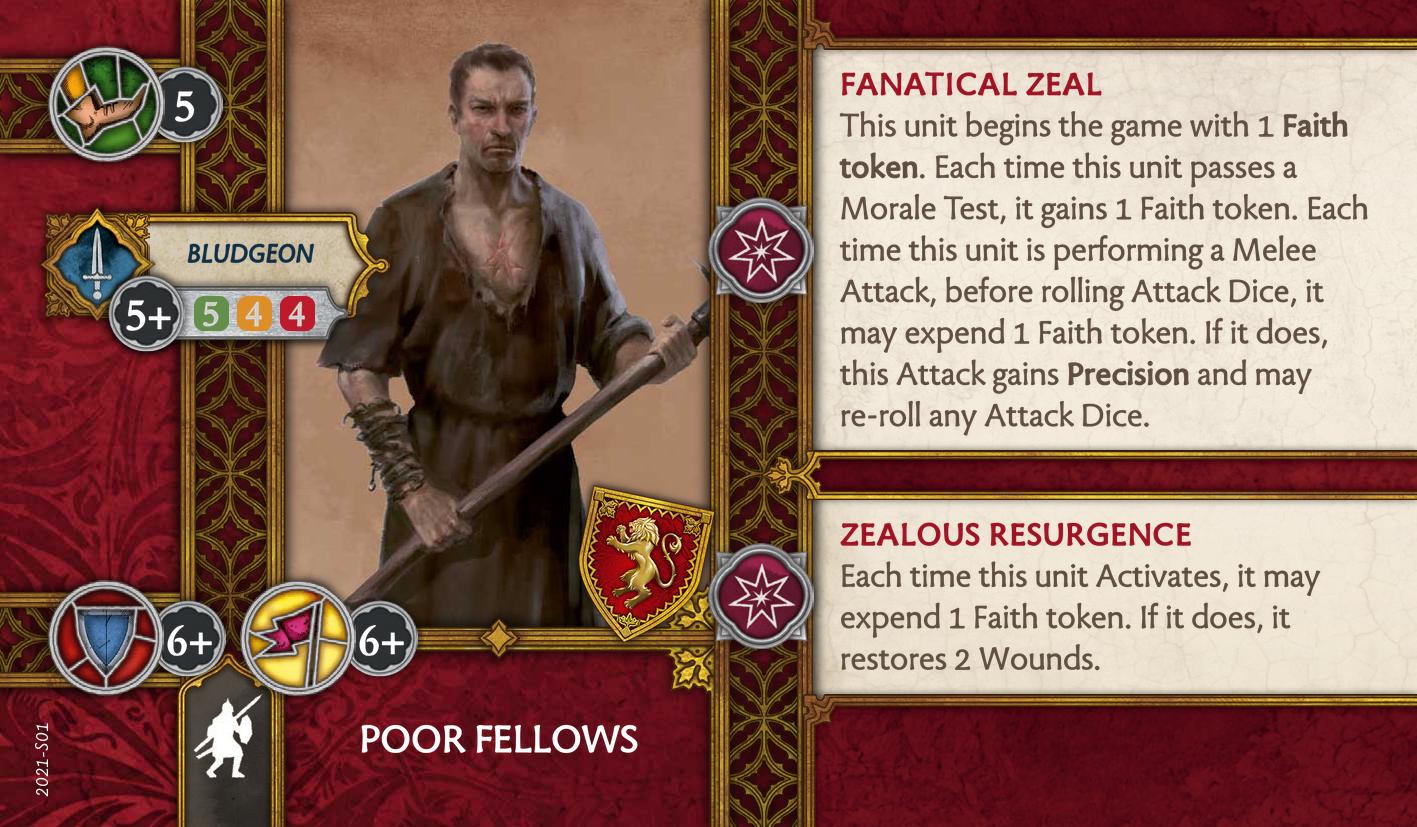 5
BLUDGEON
5+ 5 4 4
6+ 6+
POOR FELLOWS
2021-S01
FANATICAL ZEAL
This unit begins the game with 1 Faith
token. Each time this unit passes a
Morale Test, it gains 1 Faith token. Each
time this unit is performing a Melee
Attack, before rolling Attack Dice, it
may expend 1 Faith token. If it does,
this Attack gains Precision and may
re-roll any Attack Dice.
ZEALOUS RESURGENCE
Each time this unit Activates, it may
expend 1 Faith token. If it does, it
restores 2 Wounds.